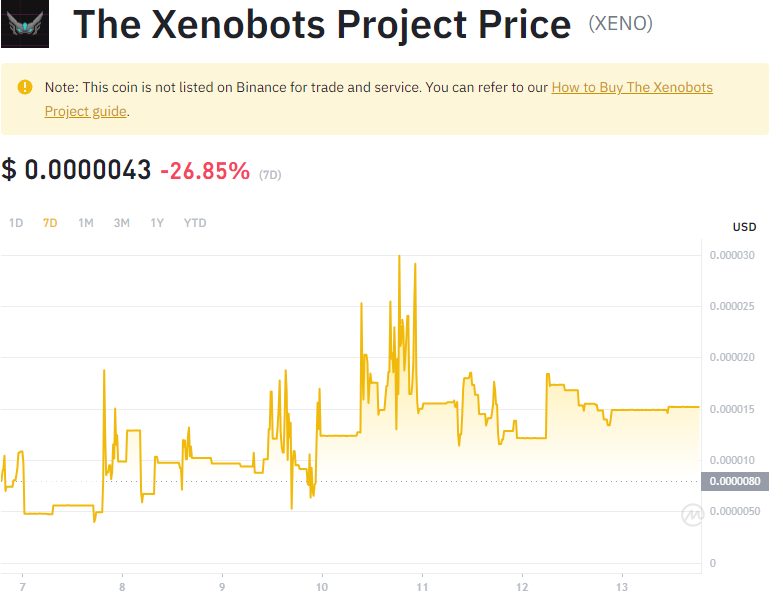 The Xenobots Project Price (XENO)
Note: This coin is not listed on Binance for trade and service. You can refer to our How to Buy The Xenobots
Project guide.
$ 0.0000043 -26.85% (7D)
1D 7D 1M 3M 1Y YTD
USD
0.000030
0.000025
0.000020
0.000015
0.000010
0.0000080
0.0000050
0
7 8 9 10 11 12 13